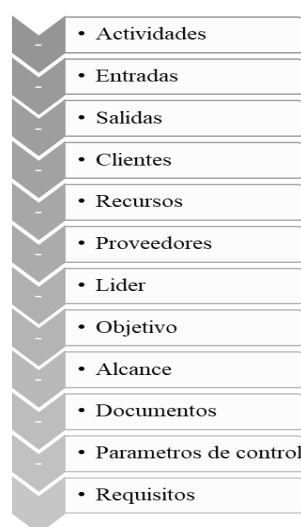 - • Actividades
- • Entradas
- • Salidas
- • Clientes
- • Recursos
- • Proveedores
- • Lider
- • Objetivo
- • Alcance
- • Documentos
- • Parametros de control
- • Requisitos